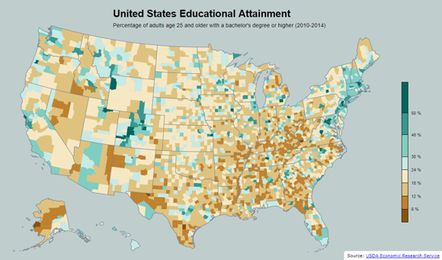 United States Educational Attainment
Percentage of adults age 25 and older with a bachelor's degree or higher (2010-2014)
50 %
40 %
30 %
24 %
18 %
12 %
6 %
Source: USDA Economic Research Service